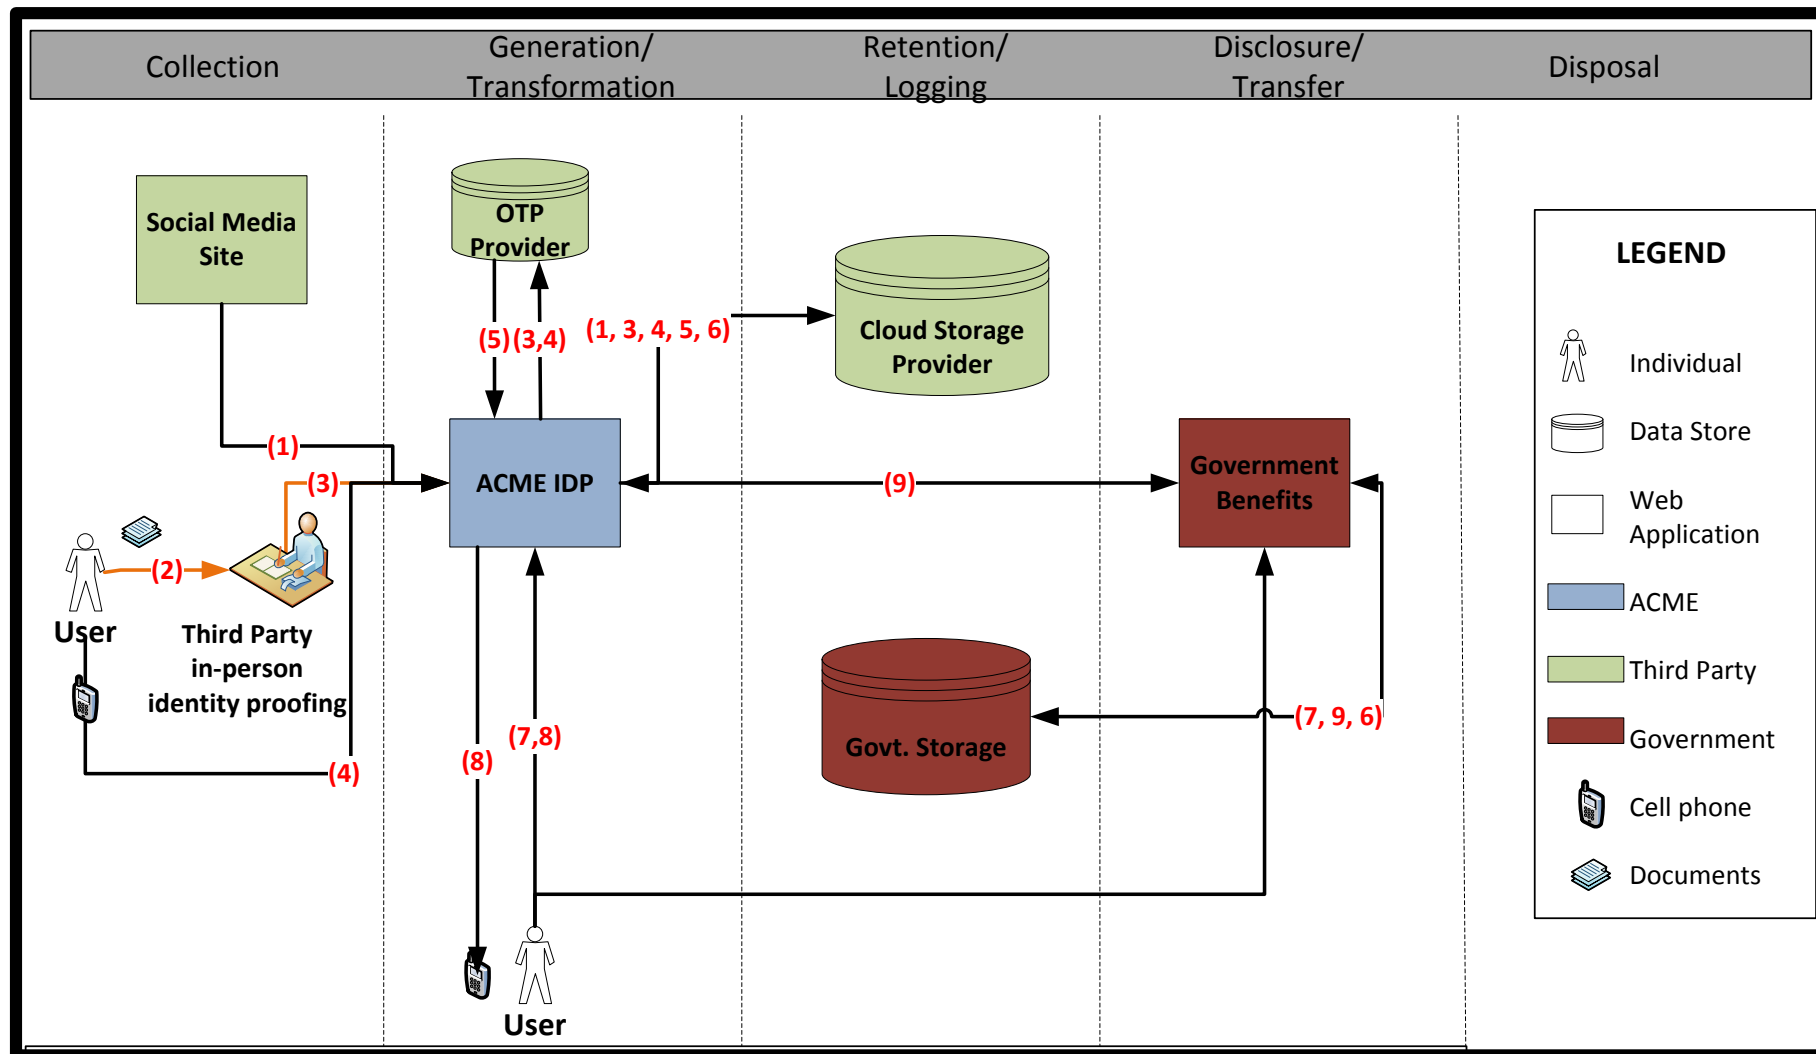 Collection
Generation/
Transformation
Retention/
Logging
Disclosure/
Transfer
Disposal
Social Media
Site
OTP
Provider
Cloud Storage
Provider
(5)
(3,4)
(1, 3, 4, 5, 6)
(1)
(3)
ACME IDP
(9)
Government
Benefits
(2)
User
Third Party
in-person
identity proofing
(4)
(8)
(7,8)
Govt. Storage
(7, 9, 6)
User
LEGEND
Individual
Data Store
Web
Application
ACME
Third Party
Government
Cell phone
Documents